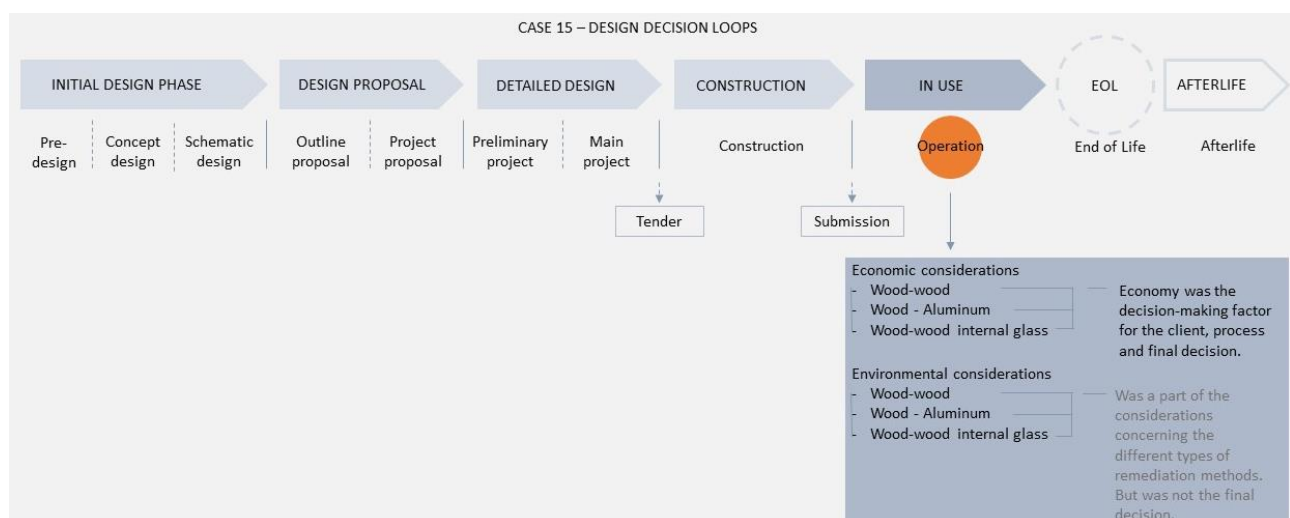 CASE 15 – DESIGN DECISION LOOPS
INITIAL DESIGN PHASE
DESIGN PROPOSAL
DETAILED DESIGN
CONSTRUCTION
IN USE
EOL
AFTERLIFE
Pre-
design
Concept
design
Schematic
design
Outline
proposal
Project
proposal
Preliminary
project
Main
project
Construction
Operation
End of Life
Afterlife
Tender
Submission
Economic considerations
- Wood-wood
- Wood - Aluminum
- Wood-wood internal glass
Economy was the
decision-making factor
for the client, process
and final decision.
Environmental considerations
- Wood-wood
- Wood - Aluminum
- Wood-wood internal glass
Was a part of the
considerations
concerning the
different types of
remediation methods.
But was not the final
decision.